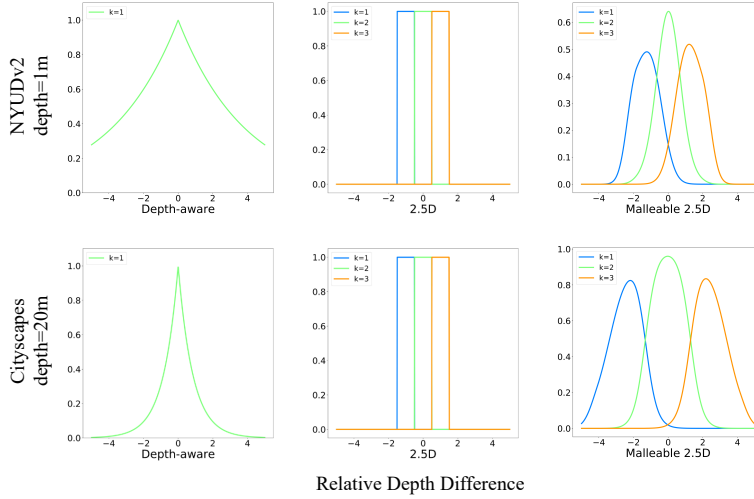 NYUDv2
depth=1m
k=1
1.0
0.8
0.6
0.4
0.2
0.0
−4 −2 0 2 4
Depth-aware
k=1
k=2
k=3
1.0
0.8
0.6
0.4
0.2
0.0
−4 −2 0 2 4
2.5D
k=1
k=2
k=3
0.6
0.5
0.4
0.3
0.2
0.1
0.0
−4 −2 0 2 4
Malleable 2.5D
Cityscapes
depth=20m
k=1
1.0
0.8
0.6
0.4
0.2
0.0
−4 −2 0 2 4
Depth-aware
k=1
k=2
k=3
1.0
0.8
0.6
0.4
0.2
0.0
−4 −2 0 2 4
2.5D
k=1
k=2
k=3
1.0
0.8
0.6
0.4
0.2
0.0
−4 −2 0 2 4
Malleable 2.5D
Relative Depth Difference